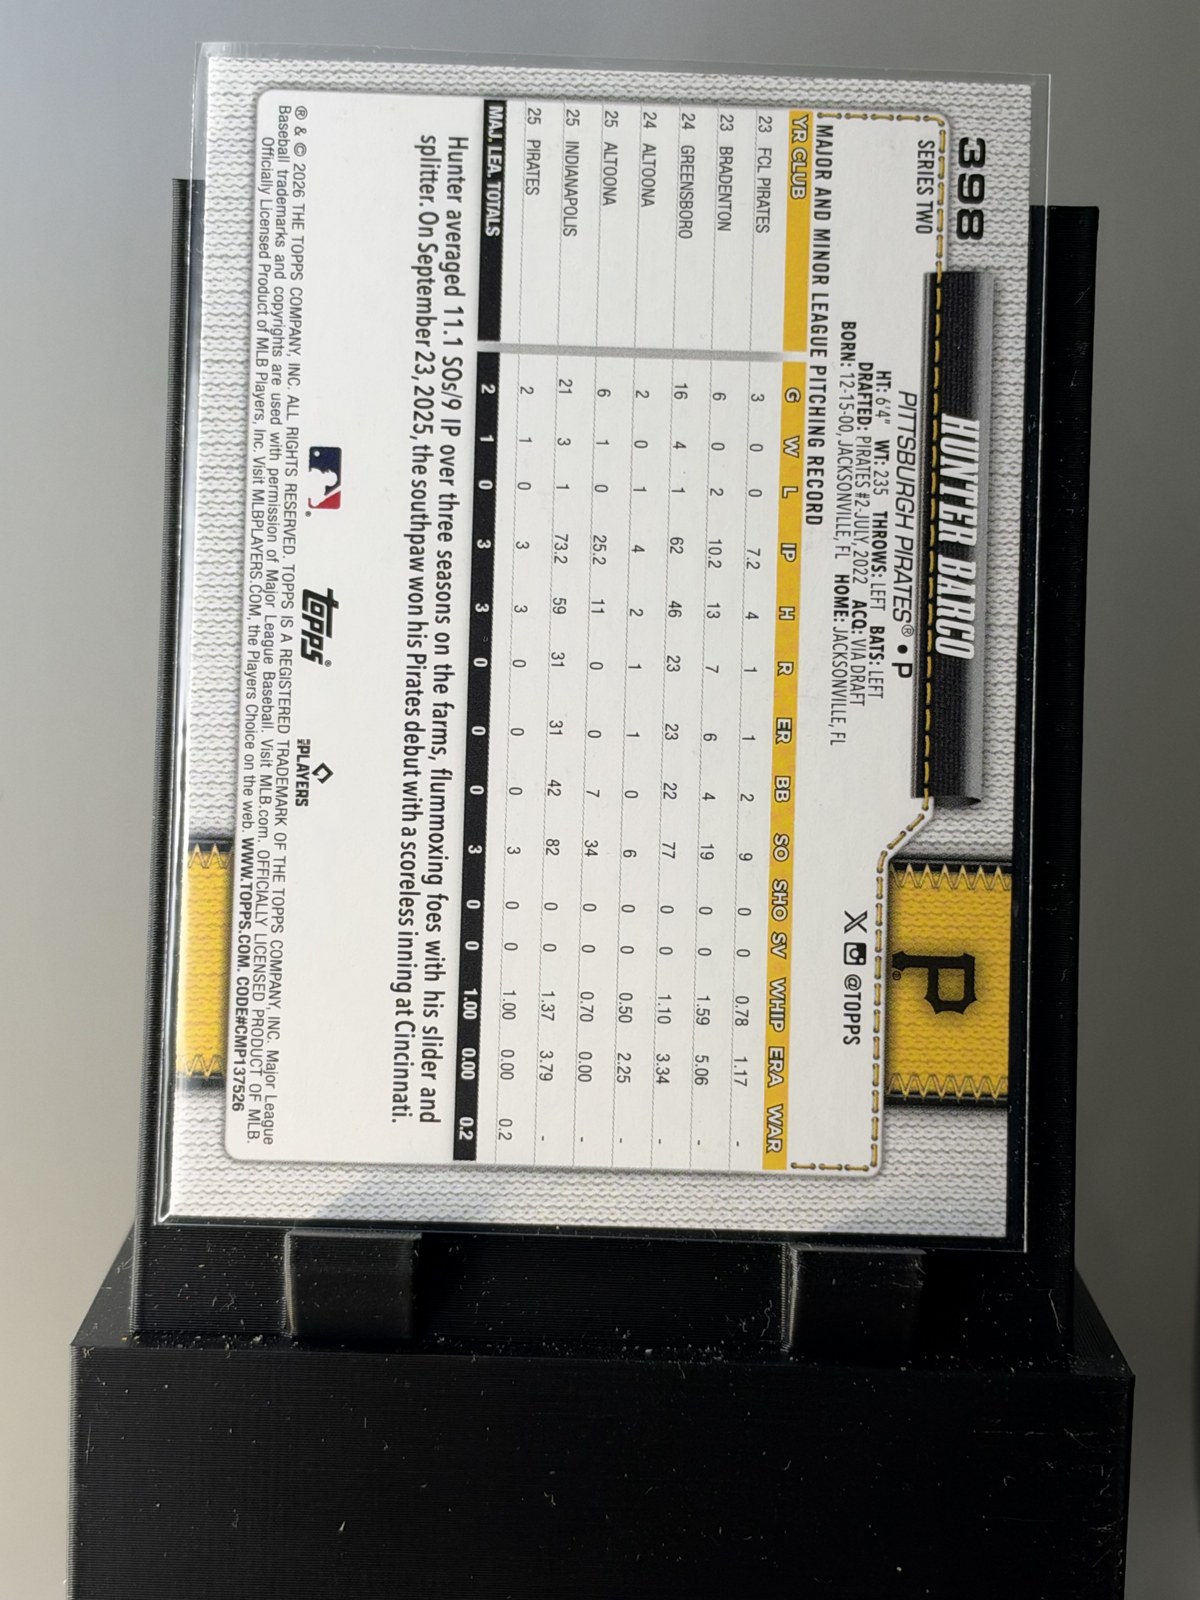 398
SERIES TWO
HUNTER BARCO
PITTSBURGH PIRATES® • P
HT: 6'4" WT: 235 THROWS: LEFT BATS: LEFT
DRAFTED: PIRATES #2-JULY, 2022 ACQ: VIA DRAFT
BORN: 12-15-00, JACKSONVILLE, FL HOME: JACKSONVILLE, FL
P®
X @TOPPS
MAJOR AND MINOR LEAGUE PITCHING RECORD
YR CLUB G W L IP H R ER BB SO SHO SV WHIP ERA WAR
23 FCL PIRATES 3 0 0 7.2 4 1 1 2 9 0 0 0.78 1.17 -
23 BRADENTON 6 0 2 10.2 13 7 6 4 19 0 0 1.59 5.06 -
24 GREENSBORO 16 4 1 62 46 23 23 22 77 0 0 1.10 3.34 -
24 ALTOONA 2 0 1 4 2 1 1 0 6 0 0 0.50 2.25 -
25 ALTOONA 6 1 0 25.2 11 0 0 7 34 0 0 0.70 0.00 -
25 INDIANAPOLIS 21 3 1 73.2 59 31 31 42 82 0 0 1.37 3.79 -
25 PIRATES 2 1 0 3 3 0 0 0 3 0 0 1.00 0.00 0.2
MAJ. LEA. TOTALS 2 1 0 3 3 0 0 0 3 0 0 1.00 0.00 0.2
Hunter averaged 11.1 SOs/9 IP over three seasons on the farms, flummoxing foes with his slider and
splitter. On September 23, 2025, the southpaw won his Pirates debut with a scoreless inning at Cincinnati.
topps®
MLB PLAYERS
® & © 2026 THE TOPPS COMPANY, INC. ALL RIGHTS RESERVED. TOPPS IS A REGISTERED TRADEMARK OF THE TOPPS COMPANY, INC. Major League
Baseball trademarks and copyrights are used with permission of Major League Baseball. Visit MLB.com. OFFICIALLY LICENSED PRODUCT OF MLB.
Officially Licensed Product of MLB Players, Inc. Visit MLBPLAYERS.COM, the Players Choice on the web. WWW.TOPPS.COM. CODE#CMP137526